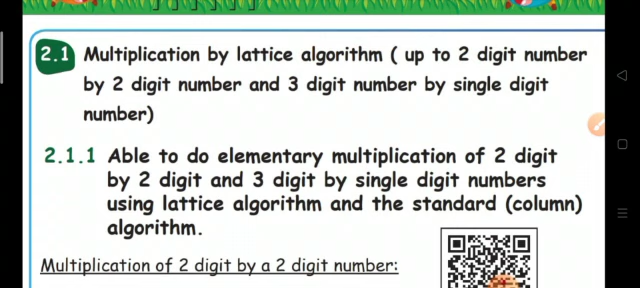 2.1 Multiplication by lattice algorithm ( up to 2 digit number
by 2 digit number and 3 digit number by single digit
number)
2.1.1 Able to do elementary multiplication of 2 digit
by 2 digit and 3 digit by single digit numbers
using lattice algorithm and the standard (column)
algorithm.
Multiplication of 2 digit by a 2 digit number: